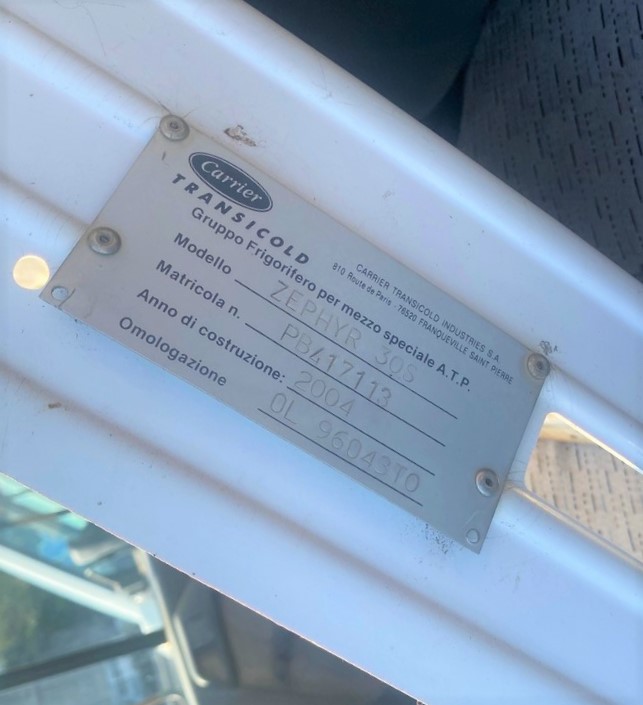 Carrier
TRANSICOLD
CARRIER TRANSICOLD INDUSTRIES S.A
810 Route de Paris - 76520 FRANQUEVILLE SAINT PIERRE
Gruppo Frigorifero per mezzo speciale A.T.P.
Modello ZEPHYR 30S
Matricola n. PB417113
Anno di costruzione: 2004
Omologazione OL 96043TO